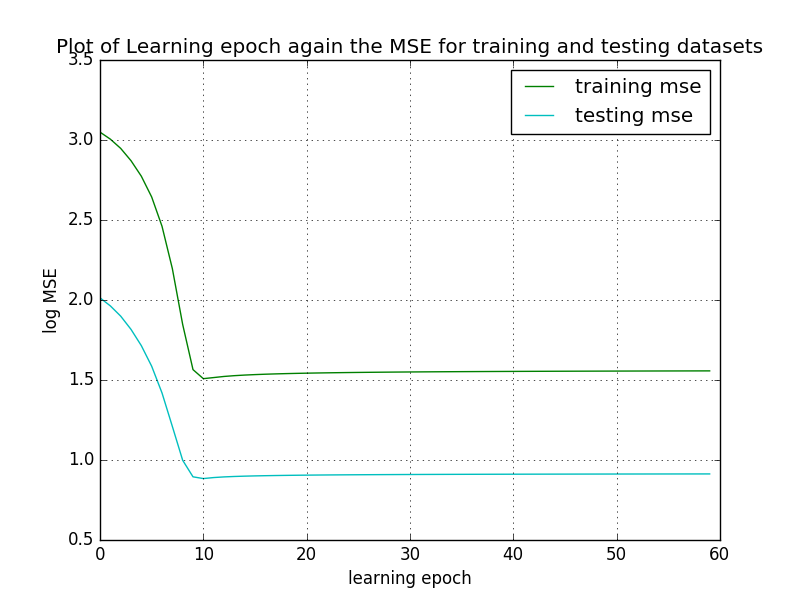 Plot of Learning epoch again the MSE for training and testing datasets
training mse
testing mse
log MSE
3.5
3.0
2.5
2.0
1.5
1.0
0.5
0 10 20 30 40 50 60
learning epoch